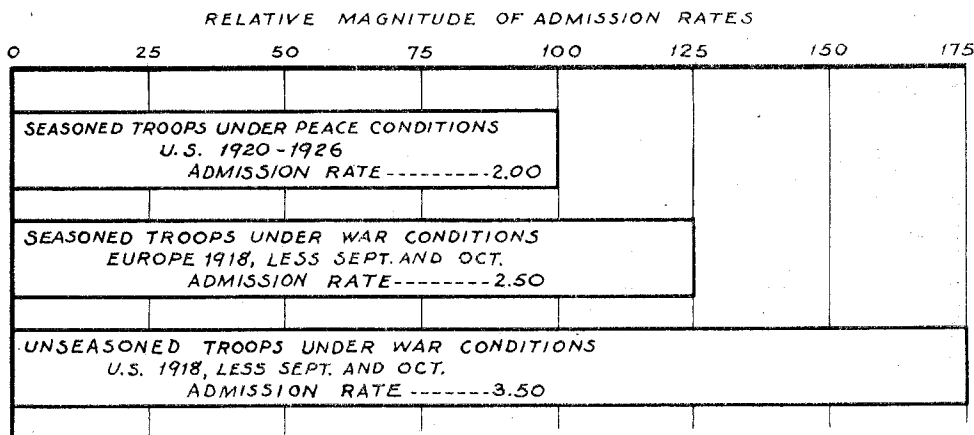 RELATIVE MAGNITUDE OF ADMISSION RATES
0 25 50 75 100 125 150 175
SEASONED TROOPS UNDER PEACE CONDITIONS
U.S. 1920-1926
ADMISSION RATE---------2.00
SEASONED TROOPS UNDER WAR CONDITIONS
EUROPE 1918, LESS SEPT. AND OCT.
ADMISSION RATE--------2.50
UNSEASONED TROOPS UNDER WAR CONDITIONS
U.S. 1918, LESS SEPT. AND OCT.
ADMISSION RATE-------3.50